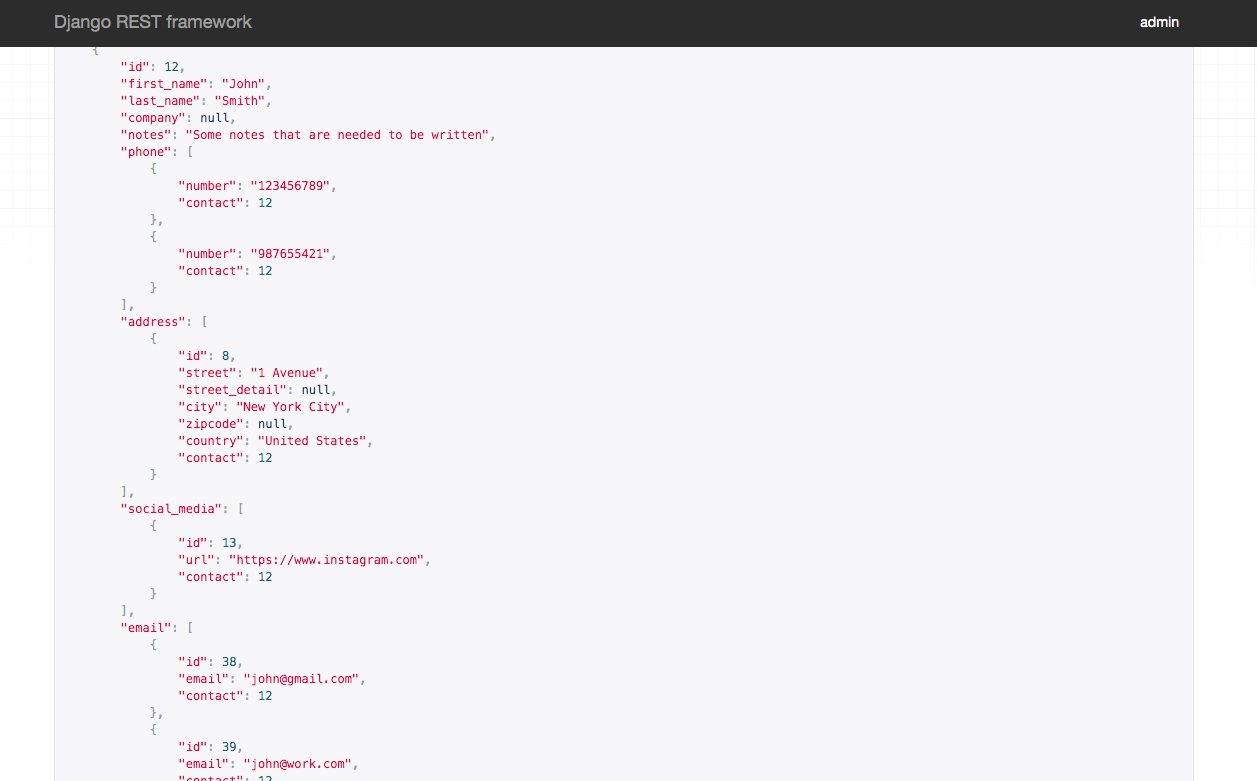 Django REST framework
admin
{
"id": 12,
"first_name": "John",
"last_name": "Smith",
"company": null,
"notes": "Some notes that are needed to be written",
"phone": [
{
"number": "123456789",
"contact": 12
},
{
"number": "987655421",
"contact": 12
}
],
"address": [
{
"id": 8,
"street": "1 Avenue",
"street_detail": null,
"city": "New York City",
"zipcode": null,
"country": "United States",
"contact": 12
}
],
"social_media": [
{
"id": 13,
"url": "https://www.instagram.com",
"contact": 12
}
],
"email": [
{
"id": 38,
"email": "john@gmail.com",
"contact": 12
},
{
"id": 39,
"email": "john@work.com",
"contact": 12